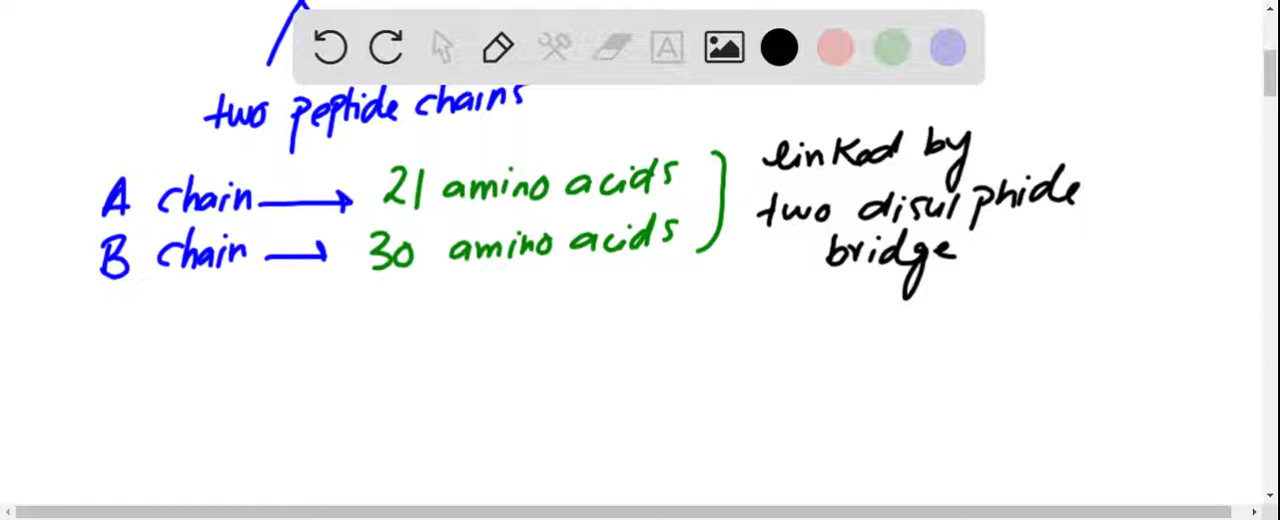 two peptide chains
A chain → 21 amino acids
B chain → 30 amino acids
linked by
two disulphide
bridge
A